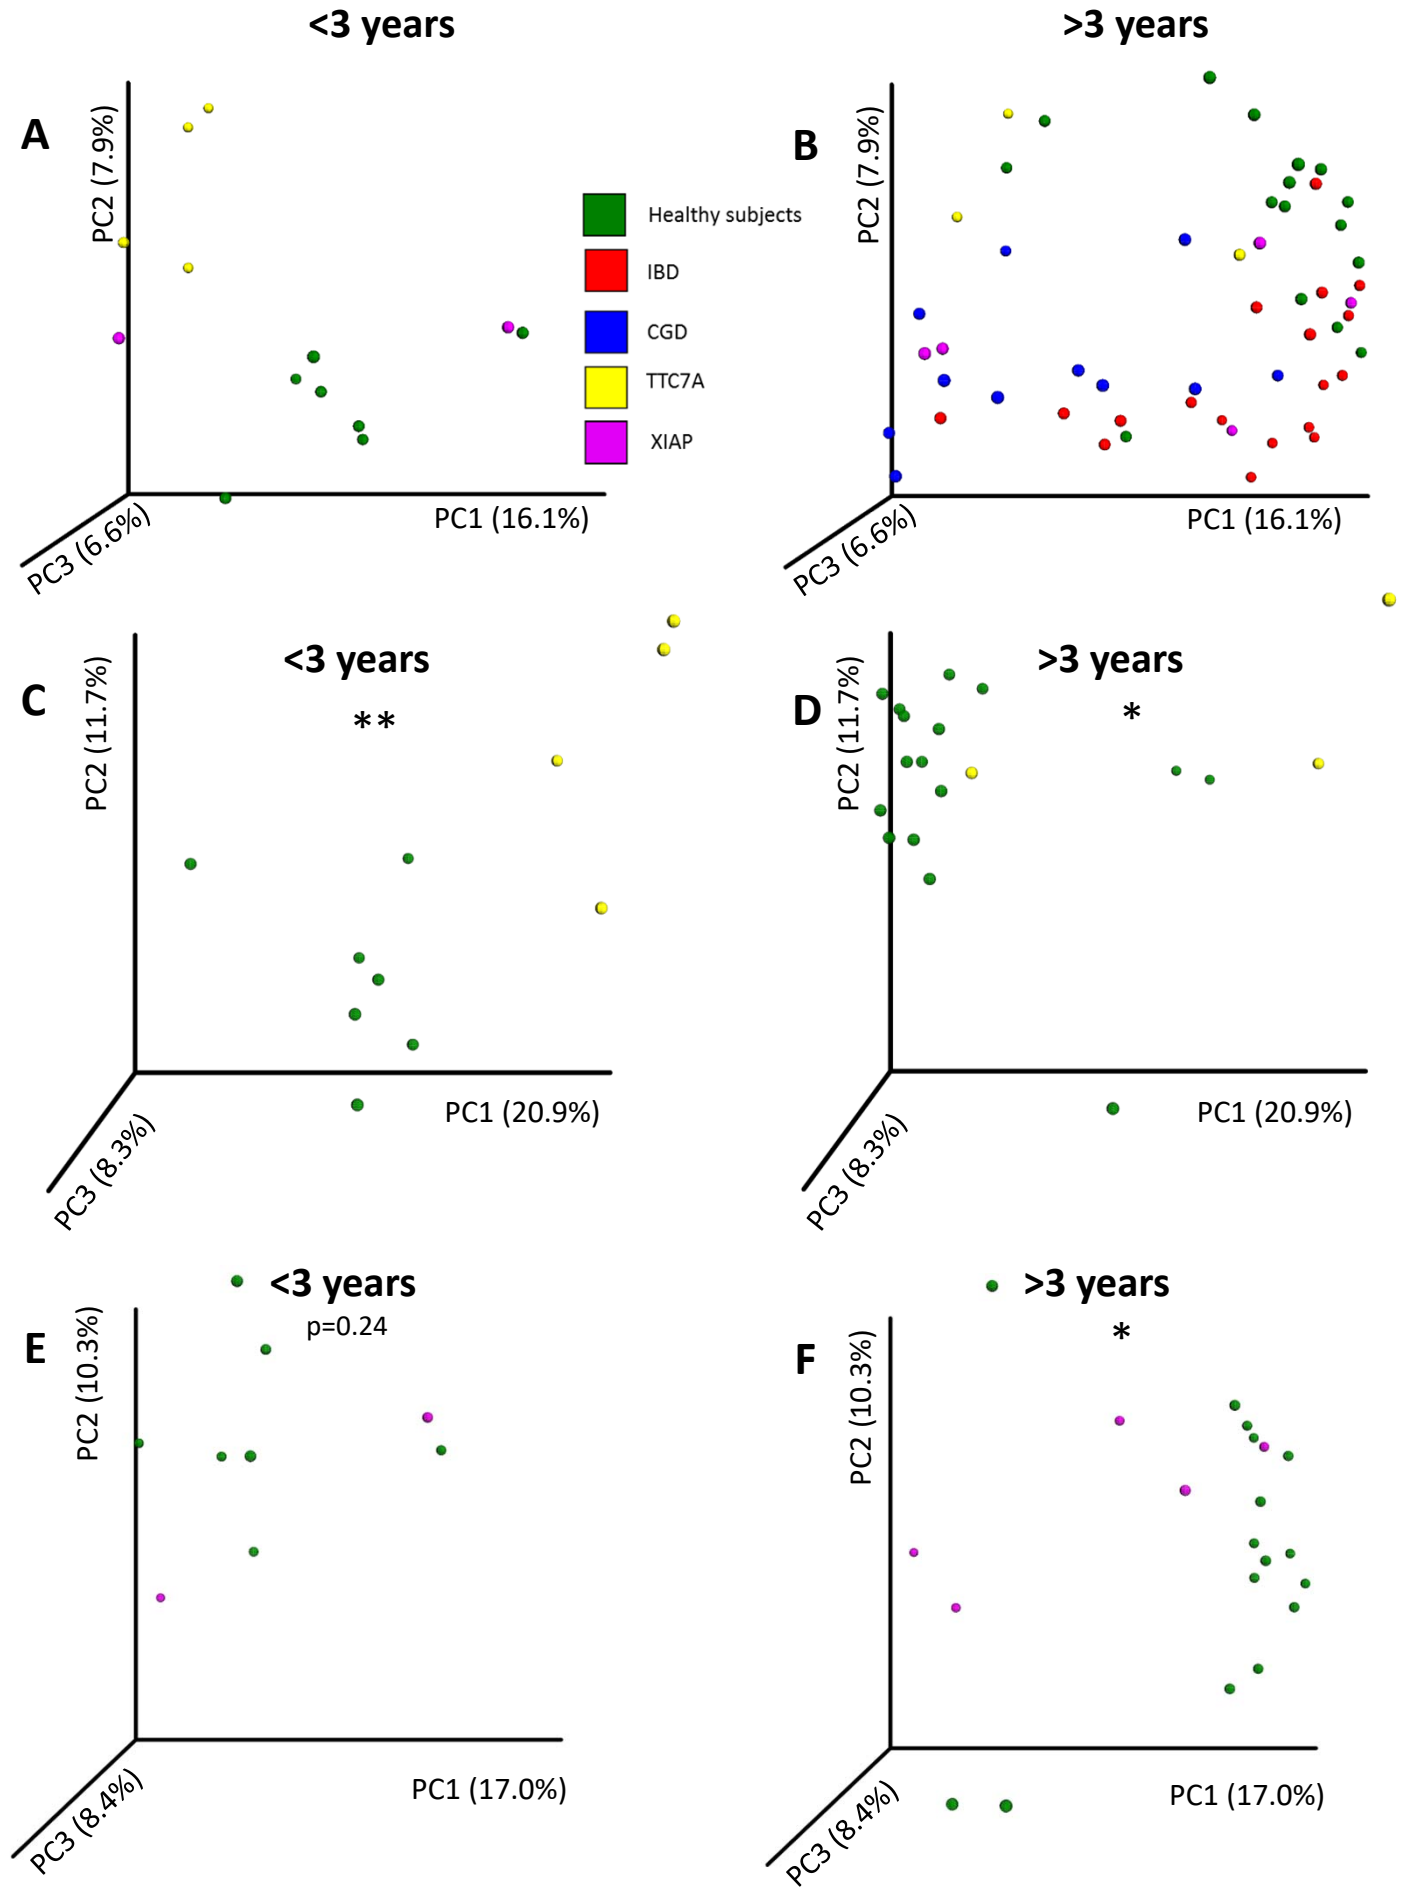 <3 years
>3 years
A
PC2 (7.9%)
PC1 (16.1%)
PC3 (6.6%)
Healthy subjects
IBD
CGD
TTC7A
XIAP
B
PC2 (7.9%)
PC1 (16.1%)
PC3 (6.6%)
C
<3 years
**
PC2 (11.7%)
PC1 (20.9%)
PC3 (8.3%)
D
>3 years
*
PC2 (11.7%)
PC1 (20.9%)
PC3 (8.3%)
E
<3 years
p=0.24
PC2 (10.3%)
PC1 (17.0%)
PC3 (8.4%)
F
>3 years
*
PC2 (10.3%)
PC1 (17.0%)
PC3 (8.4%)